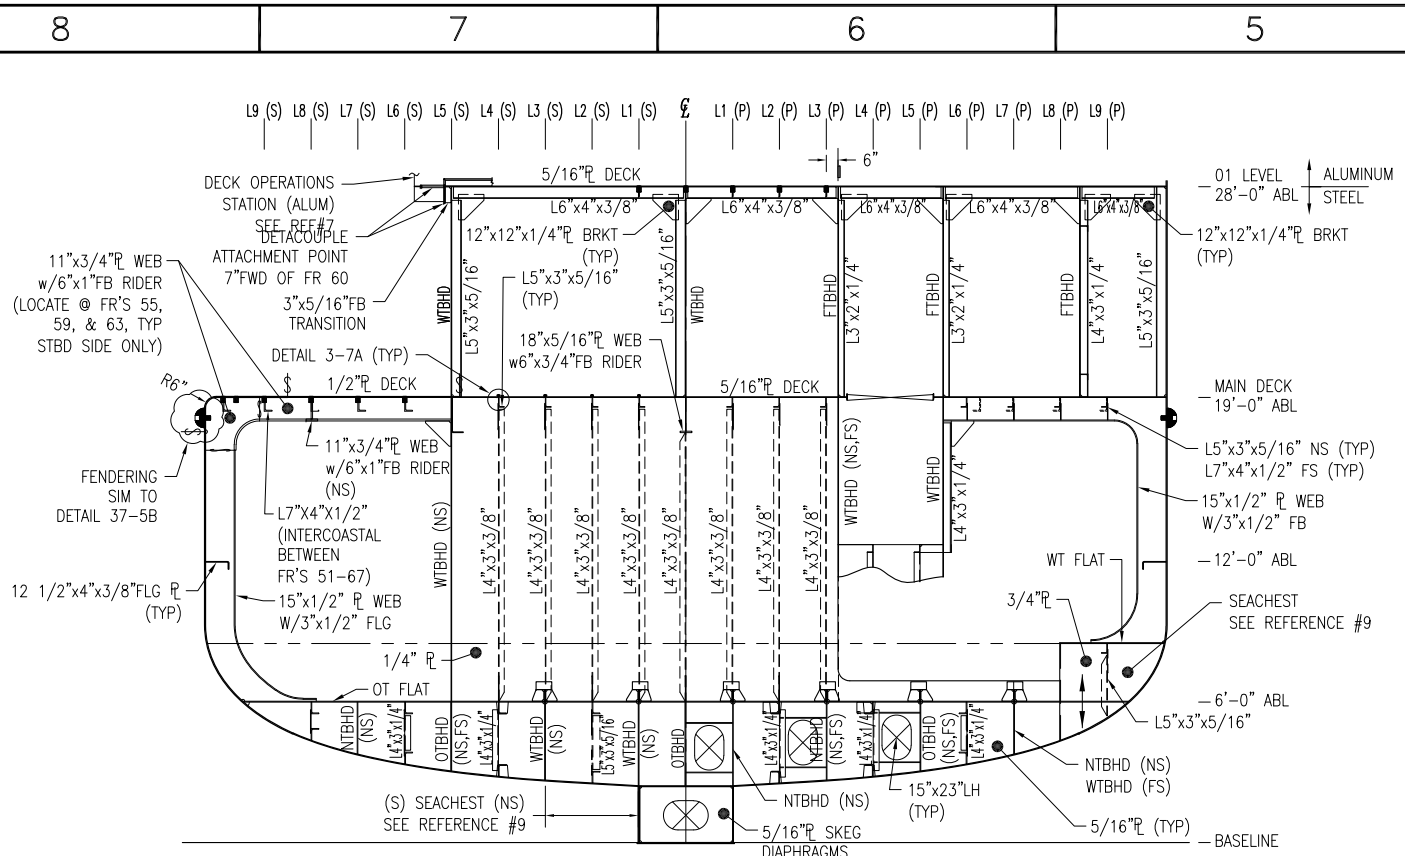 8
7
6
5
L9 (S)
L8 (S)
L7 (S)
L6 (S)
L5 (S)
L4 (S)
L3 (S)
L2 (S)
L1 (S)
℄
L1 (P)
L2 (P)
L3 (P)
L4 (P)
L5 (P)
L6 (P)
L7 (P)
L8 (P)
L9 (P)
6"
5/16"℄ DECK
DECK OPERATIONS
STATION (ALUM)
SEE REF#7
DETACOUPLE
ATTACHMENT POINT
7"FWD OF FR 60
3"x5/16"FB
TRANSITION
01 LEVEL
28'-0" ABL
ALUMINUM
STEEL
L6"x4"x3/8"
L6"x4"x3/8"
L6"x4"x3/8"
L6"x4"x3/8"
L6"x4"x3/8"
12"x12"x1/4"PL BRKT
(TYP)
12"x12"x1/4"PL BRKT
(TYP)
11"x3/4"PL WEB
w/6"x1"FB RIDER
(LOCATE @ FR'S 55,
59, & 63, TYP
STBD SIDE ONLY)
L5"x3"x5/16"
(TYP)
18"x5/16"PL WEB
w6"x3/4"FB RIDER
DETAIL 3-7A (TYP)
WTBHD
L5"x3"x5/16"
L5"x3"x5/16"
WTBHD
FTBHD
L3"x2"x1/4"
FTBHD
L3"x2"x1/4"
FTBHD
L4"x3"x1/4"
L5"x3"x5/16"
R6"
1/2"PL DECK
5/16"PL DECK
MAIN DECK
19'-0" ABL
11"x3/4"PL WEB
w/6"x1"FB RIDER
(NS)
FENDERING
SIM TO
DETAIL 37-5B
L7"X4"X1/2"
(INTERCOASTAL
BETWEEN
FR'S 51-67)
12 1/2"x4"x3/8"FLG PL
(TYP)
15"x1/2" PL WEB
W/3"x1/2" FLG
WTBHD (NS)
L4"x3"x3/8"
L4"x3"x3/8"
L4"x3"x3/8"
L4"x3"x3/8"
L4"x3"x3/8"
L4"x3"x3/8"
L4"x3"x3/8"
L4"x3"x3/8"
WTBHD (NS,FS)
WTBHD
L4"x3"x1/4"
L5"x3"x5/16" NS (TYP)
L7"x4"x1/2" FS (TYP)
15"x1/2" PL WEB
W/3"x1/2" FB
WT FLAT
12'-0" ABL
3/4"PL
SEACHEST
SEE REFERENCE #9
1/4" PL
OT FLAT
6'-0" ABL
L5"x3"x5/16"
NTBHD
(NS)
L4"x3"x1/4"
OTBHD
(NS,FS)
L4"x3"x1/4"
WTBHD
(NS)
L5"x3"x5/16
WTBHD
(NS)
OTBHD
L4"x3"x1/4"
NTBHD
(NS,FS)
L4"x3"x1/4"
OTBHD
(NS,FS)
L4"x3"x1/4"
NTBHD (NS)
WTBHD (FS)
15"x23"LH
(TYP)
NTBHD (NS)
(S) SEACHEST (NS)
SEE REFERENCE #9
5/16"PL SKEG
DIAPHRAGMS
5/16"PL (TYP)
BASELINE